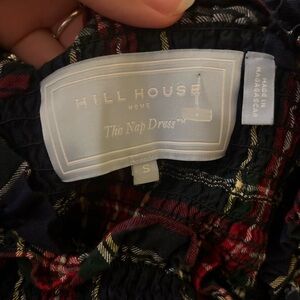 HILL HOUSE
HOME
The Nap Dress™
S
MADE IN
MADAGASCAR